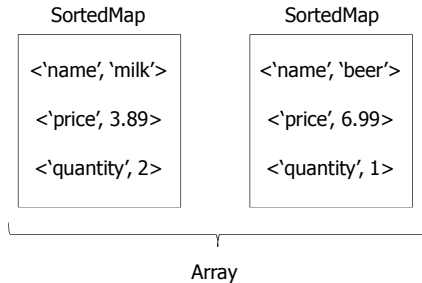 SortedMap
<‘name’, ‘milk’>
<‘price’, 3.89>
<‘quantity’, 2>
SortedMap
<‘name’, ‘beer’>
<‘price’, 6.99>
<‘quantity’, 1>
Array